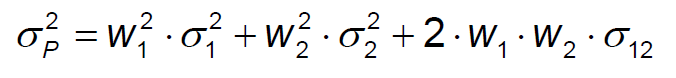 σ_P^2 = w_1^2 · σ_1^2 + w_2^2 · σ_2^2 + 2 · w_1 · w_2 · σ_12